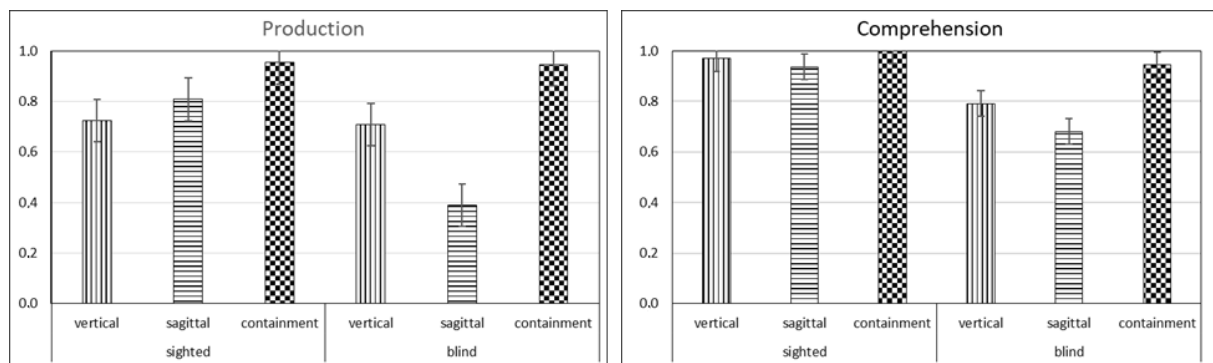 Production
1.0
0.8
0.6
0.4
0.2
0.0
vertical sagittal containment vertical sagittal containment
sighted blind
Comprehension
1.0
0.8
0.6
0.4
0.2
0.0
vertical sagittal containment vertical sagittal containment
sighted blind